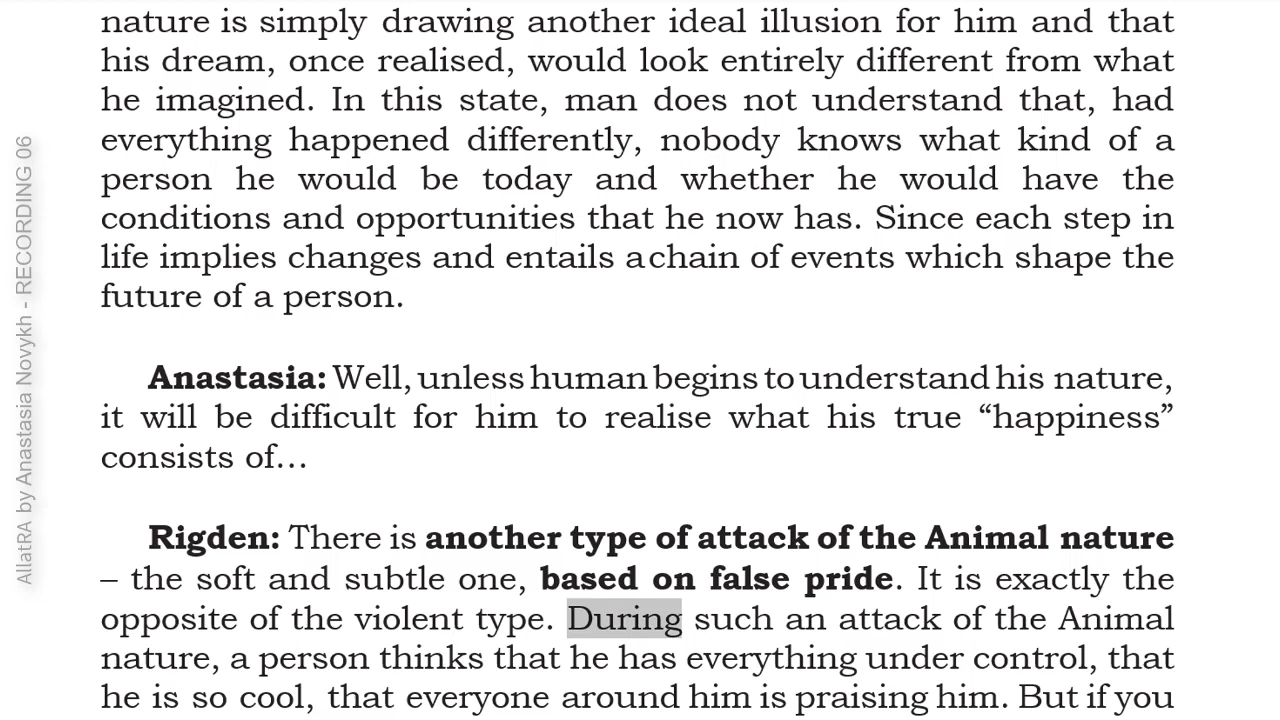 nature is simply drawing another ideal illusion for him and that
his dream, once realised, would look entirely different from what
he imagined. In this state, man does not understand that, had
everything happened differently, nobody knows what kind of a
person he would be today and whether he would have the
conditions and opportunities that he now has. Since each step in
life implies changes and entails a chain of events which shape the
future of a person.
Anastasia: Well, unless human begins to understand his nature,
it will be difficult for him to realise what his true “happiness”
consists of…
Rigden: There is another type of attack of the Animal nature
– the soft and subtle one, based on false pride. It is exactly the
opposite of the violent type. During such an attack of the Animal
nature, a person thinks that he has everything under control, that
he is so cool, that everyone around him is praising him. But if you
AllatRA by Anastasia Novykh - RECORDING 06